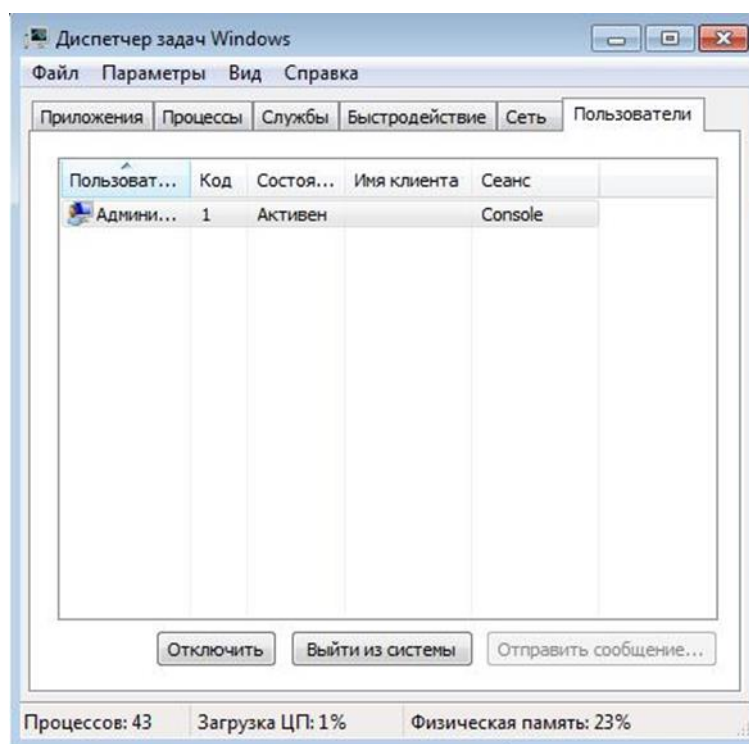 Диспетчер задач Windows
Файл Параметры Вид Справка
Приложения Процессы Службы Быстродействие Сеть Пользователи
Пользоват... Код Состоя... Имя клиента Сеанс
Админи... 1 Активен Console
Отключить Выйти из системы Отправить сообщение...
Процессов: 43 Загрузка ЦП: 1% Физическая память: 23%